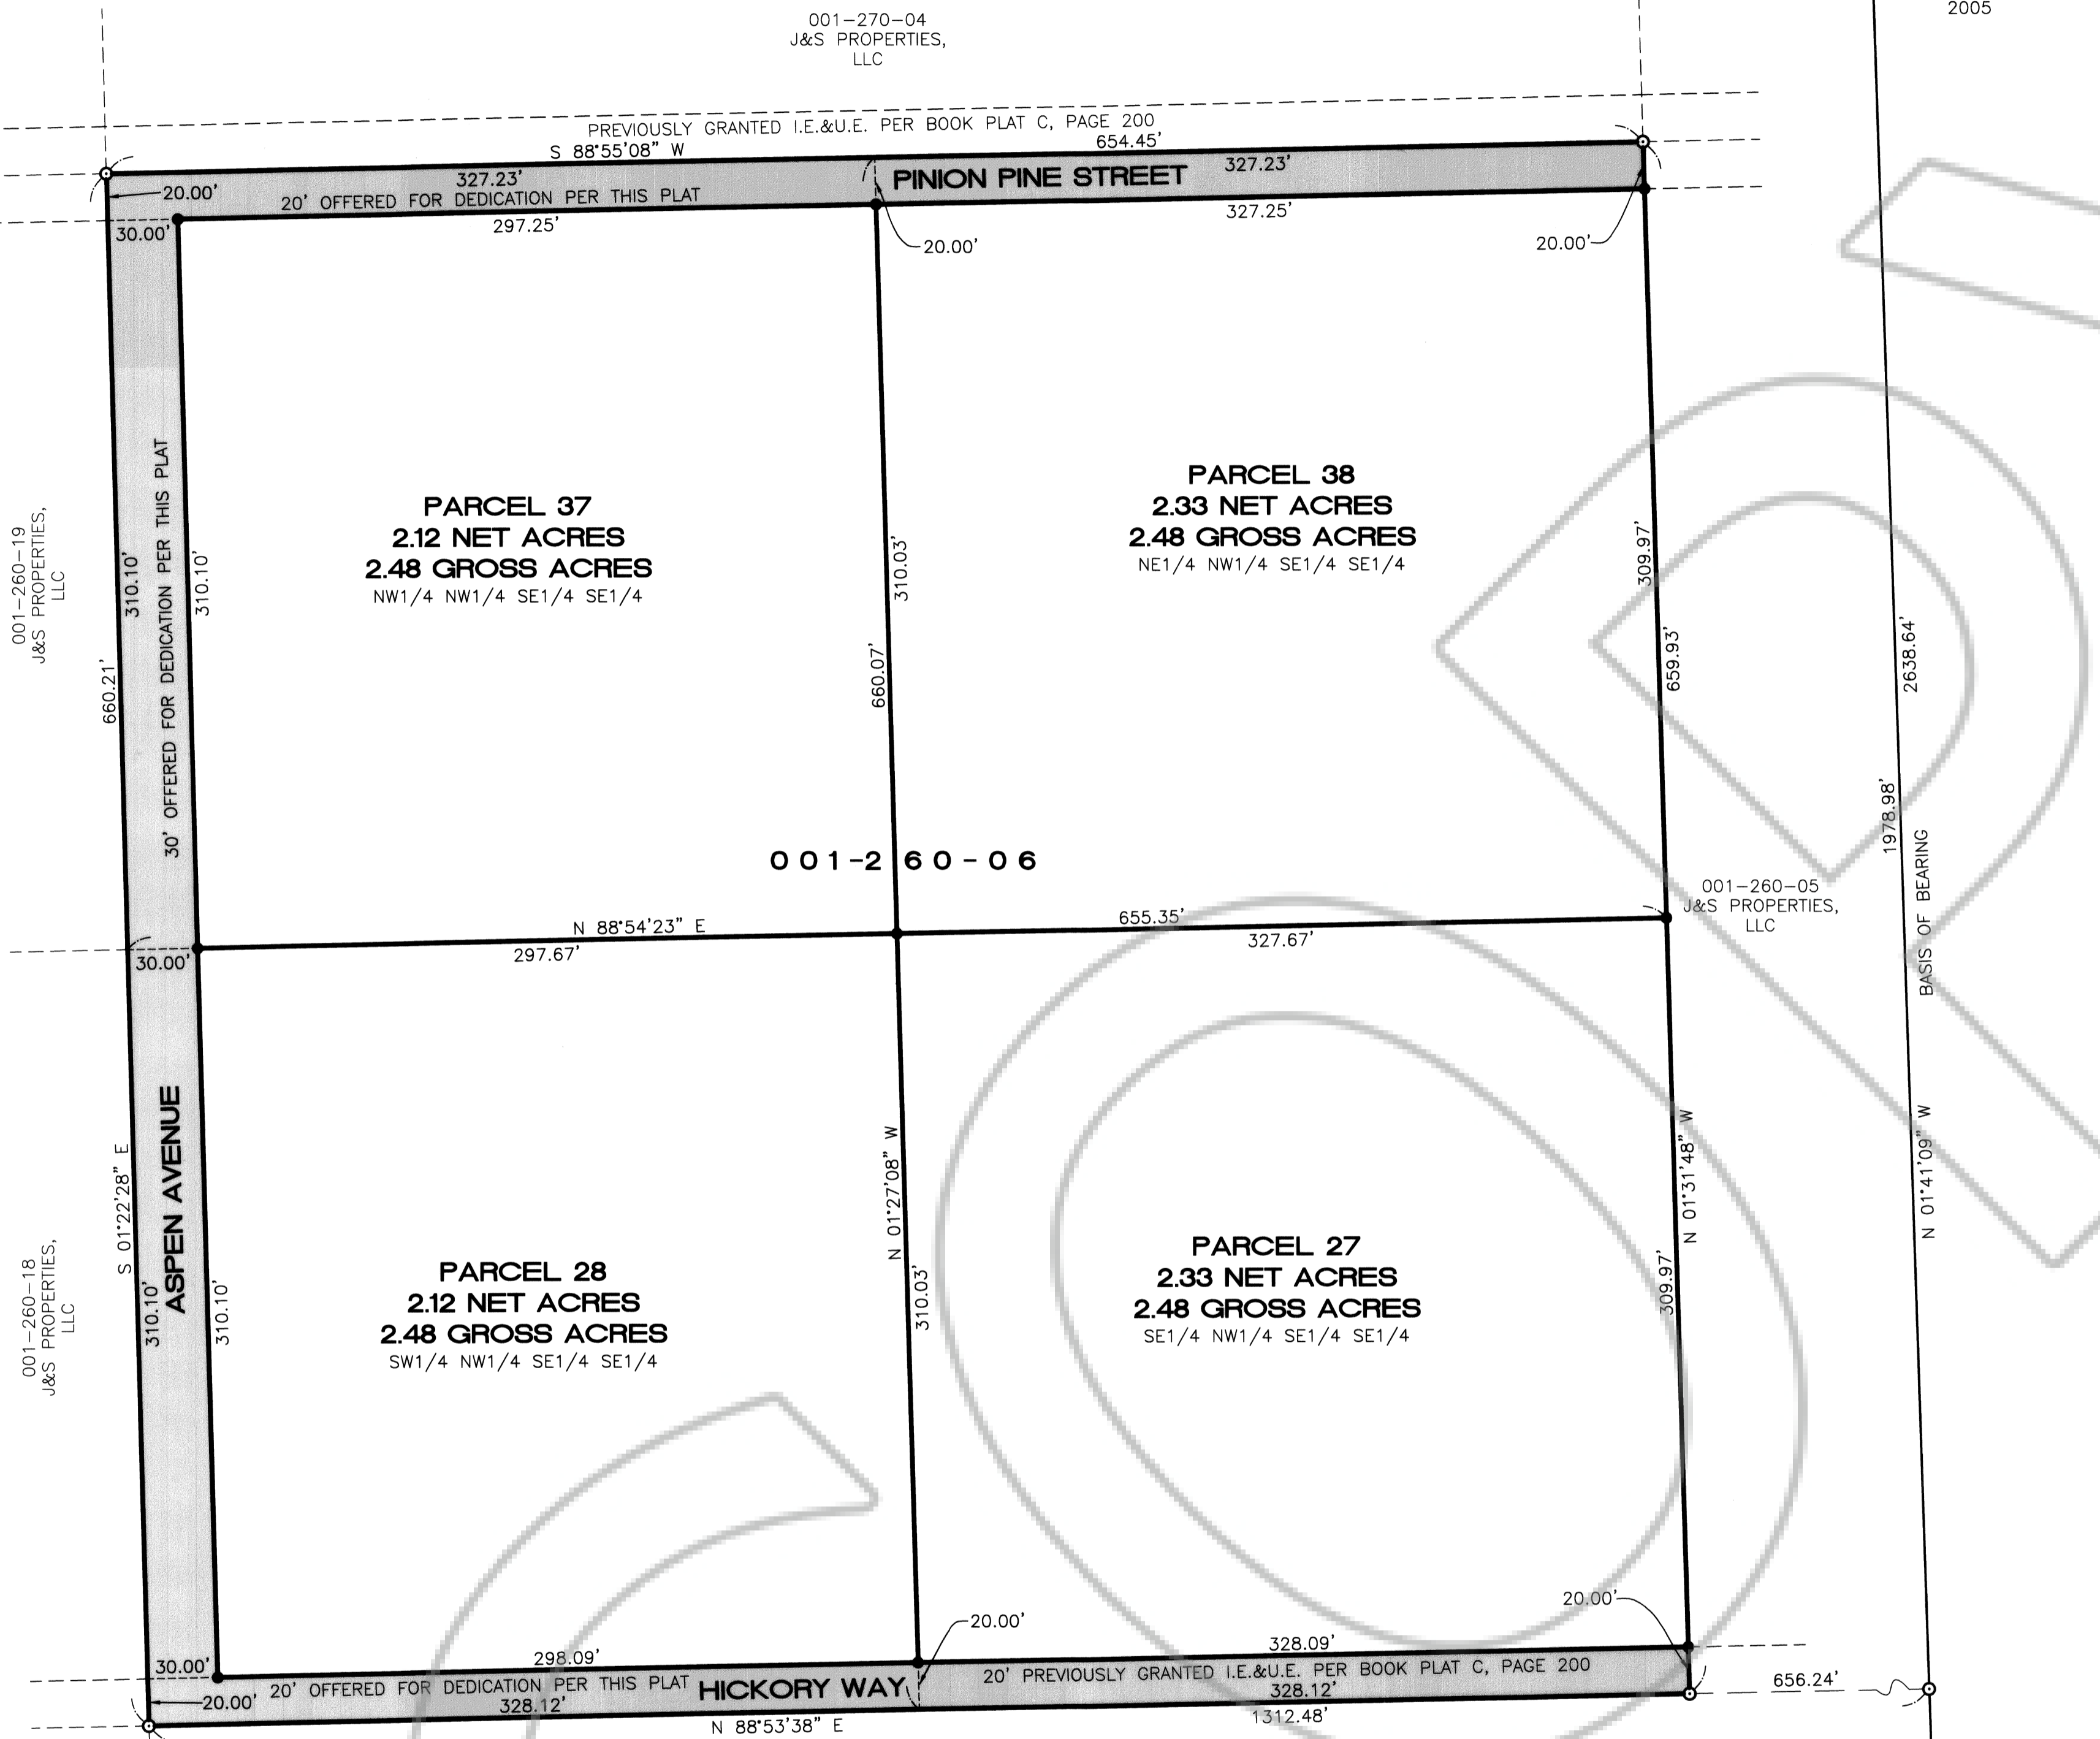 2005
001-270-04
J&S PROPERTIES,
LLC
PREVIOUSLY GRANTED I.E.&U.E. PER BOOK PLAT C, PAGE 200
S 88°55'08" W
654.45'
327.23'
PINION PINE STREET
327.23'
20.00'
20' OFFERED FOR DEDICATION PER THIS PLAT
30.00'
297.25'
327.25'
20.00'
20.00'
PARCEL 37
2.12 NET ACRES
2.48 GROSS ACRES
NW1/4 NW1/4 SE1/4 SE1/4
PARCEL 38
2.33 NET ACRES
2.48 GROSS ACRES
NE1/4 NW1/4 SE1/4 SE1/4
001-260-19
J&S PROPERTIES,
LLC
660.21'
310.10'
30' OFFERED FOR DEDICATION PER THIS PLAT
310.10'
310.03'
660.07'
309.97'
659.93'
2638.64'
1978.98'
BASIS OF BEARING
N 01°41'09" W
001-260-06
001-260-05
J&S PROPERTIES,
LLC
N 88°54'23" E
655.35'
30.00'
297.67'
327.67'
001-260-18
J&S PROPERTIES,
LLC
S 01°22'28" E
310.10'
ASPEN AVENUE
310.10'
N 01°27'08" W
310.03'
N 01°31'48" W
309.97'
PARCEL 28
2.12 NET ACRES
2.48 GROSS ACRES
SW1/4 NW1/4 SE1/4 SE1/4
PARCEL 27
2.33 NET ACRES
2.48 GROSS ACRES
SE1/4 NW1/4 SE1/4 SE1/4
20.00'
20.00'
30.00'
298.09'
328.09'
20.00'
20' OFFERED FOR DEDICATION PER THIS PLAT
HICKORY WAY
20' PREVIOUSLY GRANTED I.E.&U.E. PER BOOK PLAT C, PAGE 200
328.12'
328.12'
656.24'
N 88°53'38" E
1312.48'